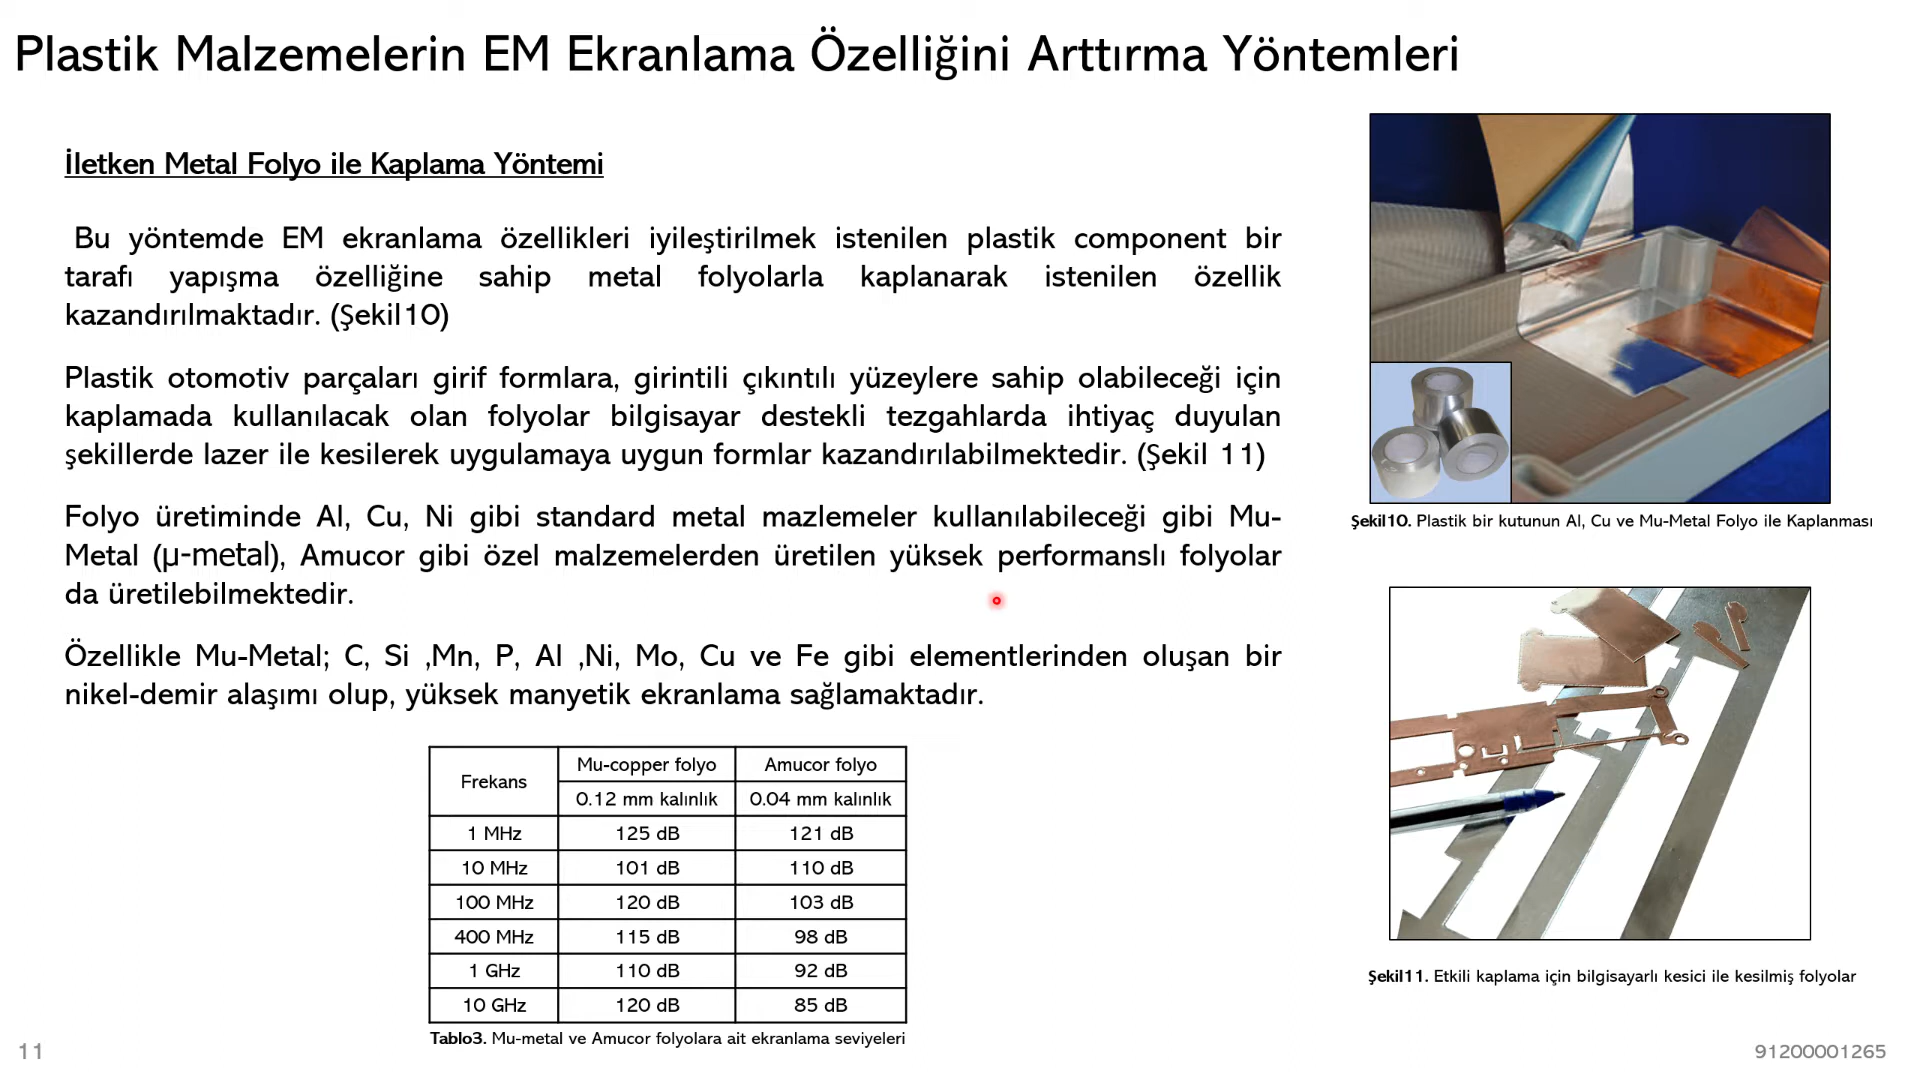 Plastik Malzemelerin EM Ekranlama Özelliğini Arttırma Yöntemleri
İletken Metal Folyo ile Kaplama Yöntemi
Bu yöntemde EM ekranlama özellikleri iyileştirilmek istenilen plastik component bir
tarafı yapışma özelliğine sahip metal folyolarla kaplanarak istenilen özellik
kazandırılmaktadır. (Şekil10)
Plastik otomotiv parçaları girif formlara, girintili çıkıntılı yüzeylere sahip olabileceği için
kaplamada kullanılacak olan folyolar bilgisayar destekli tezgahlarda ihtiyaç duyulan
şekillerde lazer ile kesilerek uygulamaya uygun formlar kazandırılabilmektedir. (Şekil 11)
Folyo üretiminde Al, Cu, Ni gibi standard metal mazlemeler kullanılabileceği gibi Mu-
Metal (µ-metal), Amucor gibi özel malzemelerden üretilen yüksek performanslı folyolar
da üretilebilmektedir.
Özellikle Mu-Metal; C, Si ,Mn, P, Al ,Ni, Mo, Cu ve Fe gibi elementlerinden oluşan bir
nikel-demir alaşımı olup, yüksek manyetik ekranlama sağlamaktadır.
Frekans Mu-copper folyo Amucor folyo
0.12 mm kalınlık 0.04 mm kalınlık
1 MHz 125 dB 121 dB
10 MHz 101 dB 110 dB
100 MHz 120 dB 103 dB
400 MHz 115 dB 98 dB
1 GHz 110 dB 92 dB
10 GHz 120 dB 85 dB
Tablo3. Mu-metal ve Amucor folyolara ait ekranlama seviyeleri
Şekil10. Plastik bir kutunun Al, Cu ve Mu-Metal Folyo ile Kaplanması
Şekil11. Etkili kaplama için bilgisayarlı kesici ile kesilmiş folyolar
11
91200001265